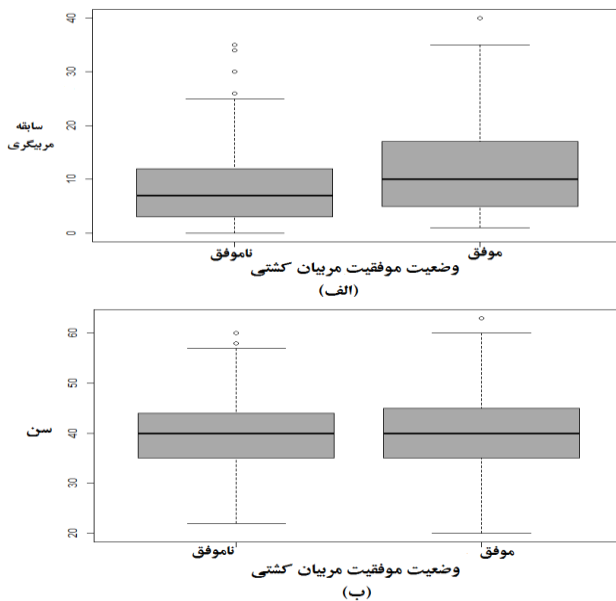 40
30
20
10
0
سابقه
مربیگری
ناموفق موفق
وضعیت موفقیت مربیان کشتی
(الف)
60
50
40
30
20
سن
ناموفق موفق
وضعیت موفقیت مربیان کشتی
(ب)